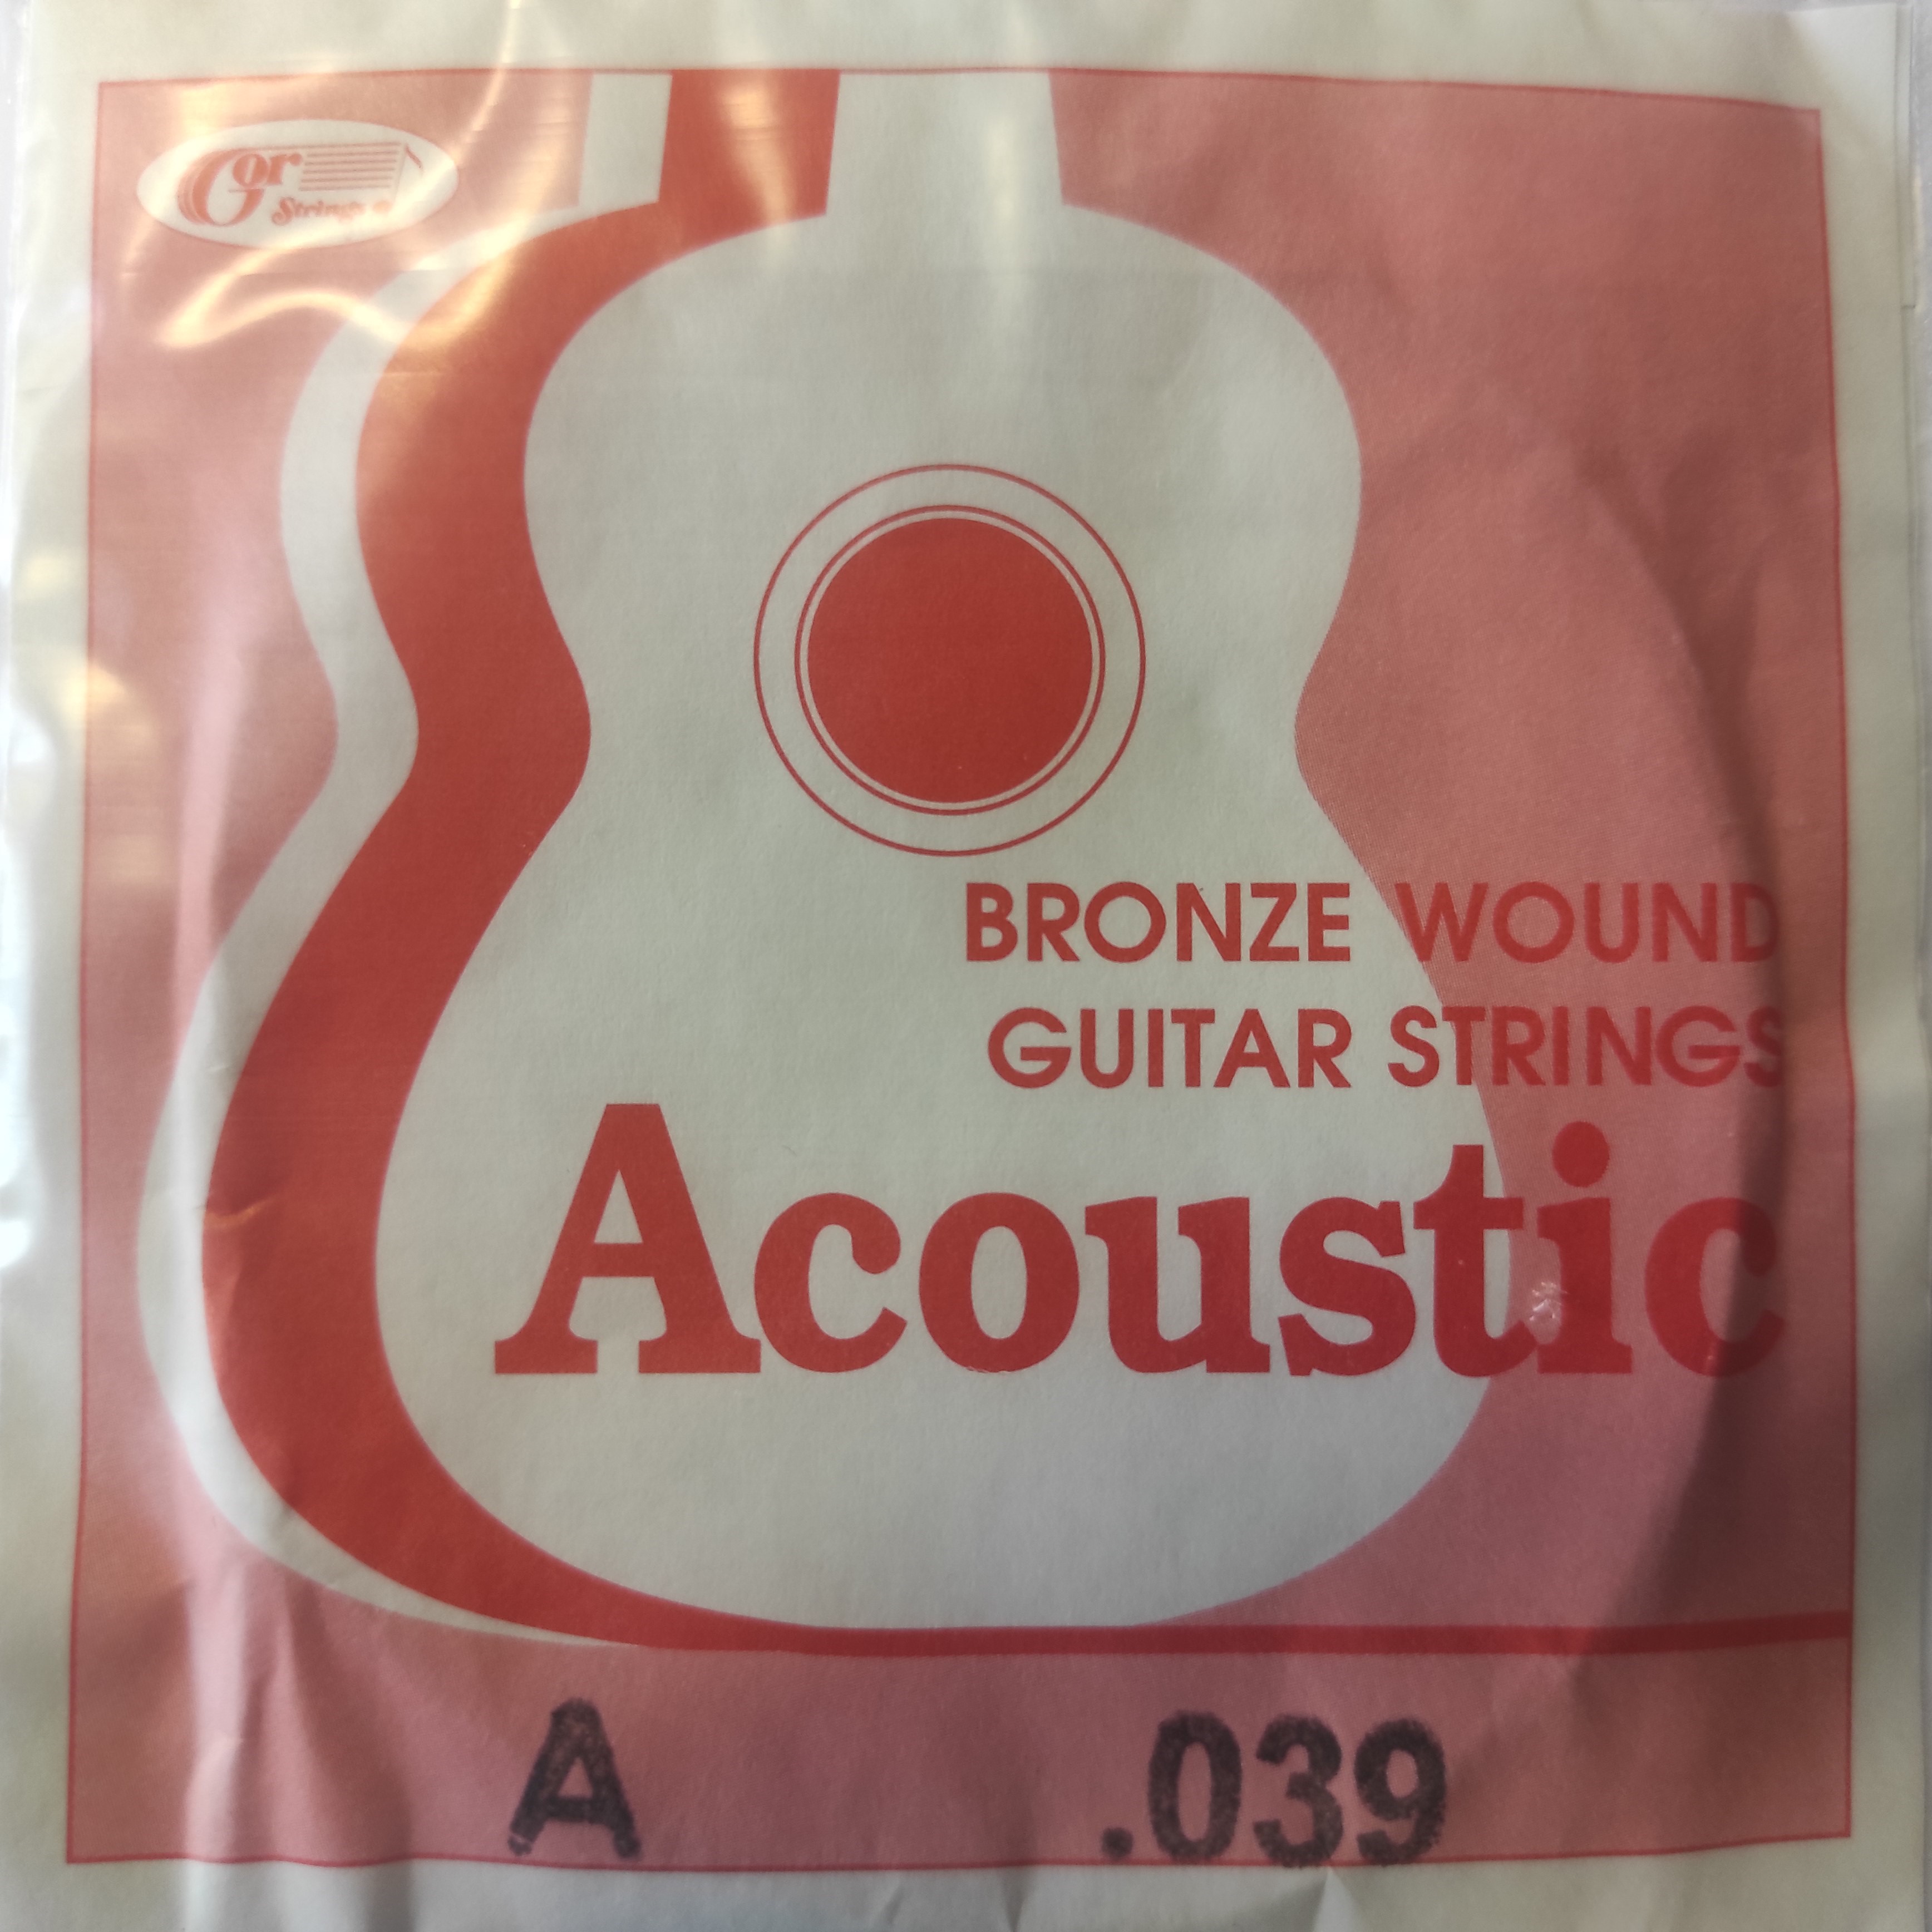 Gor
Strings
BRONZE WOUND
GUITAR STRINGS
Acoustic
A .039